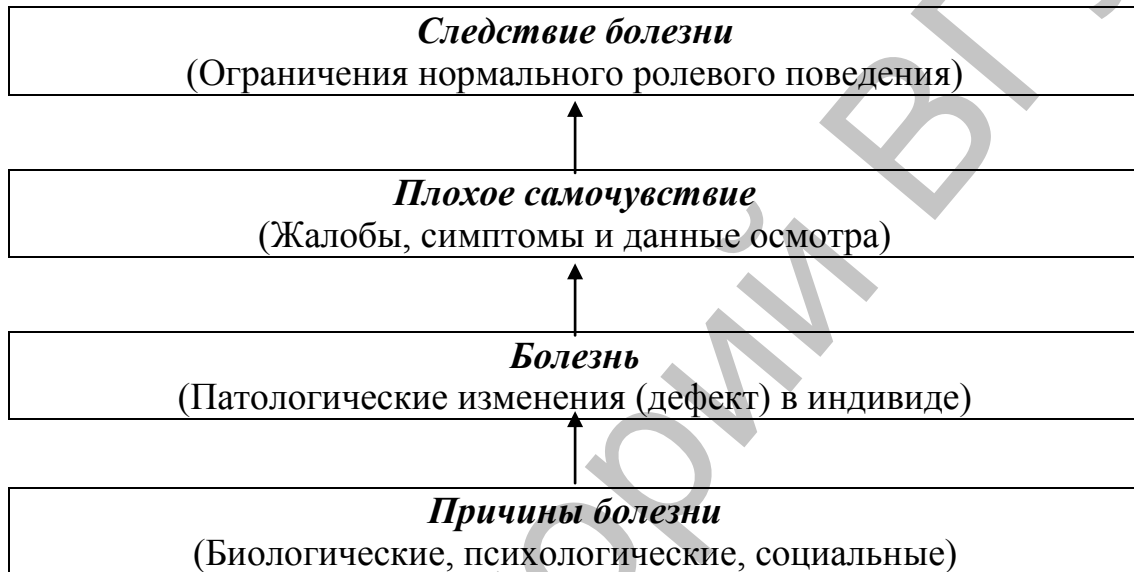 Следствие болезни
(Ограничения нормального ролевого поведения)
Плохое самочувствие
(Жалобы, симптомы и данные осмотра)
Болезнь
(Патологические изменения (дефект) в индивиде)
Причины болезни
(Биологические, психологические, социальные)